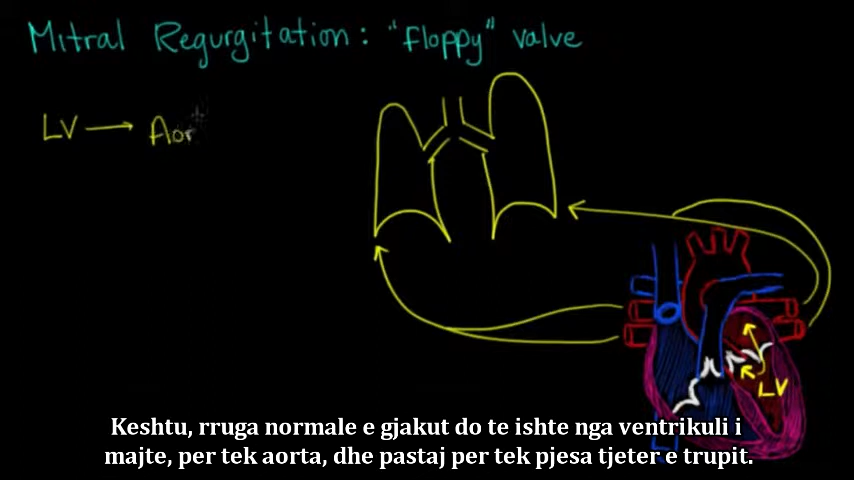 Mitral Regurgitation: "floppy" valve
LV → Aor
LV
Keshtu, rruga normale e gjakut do te ishte nga ventrikuli i
majte, per tek aorta, dhe pastaj per tek pjesa tjeter e trupit.